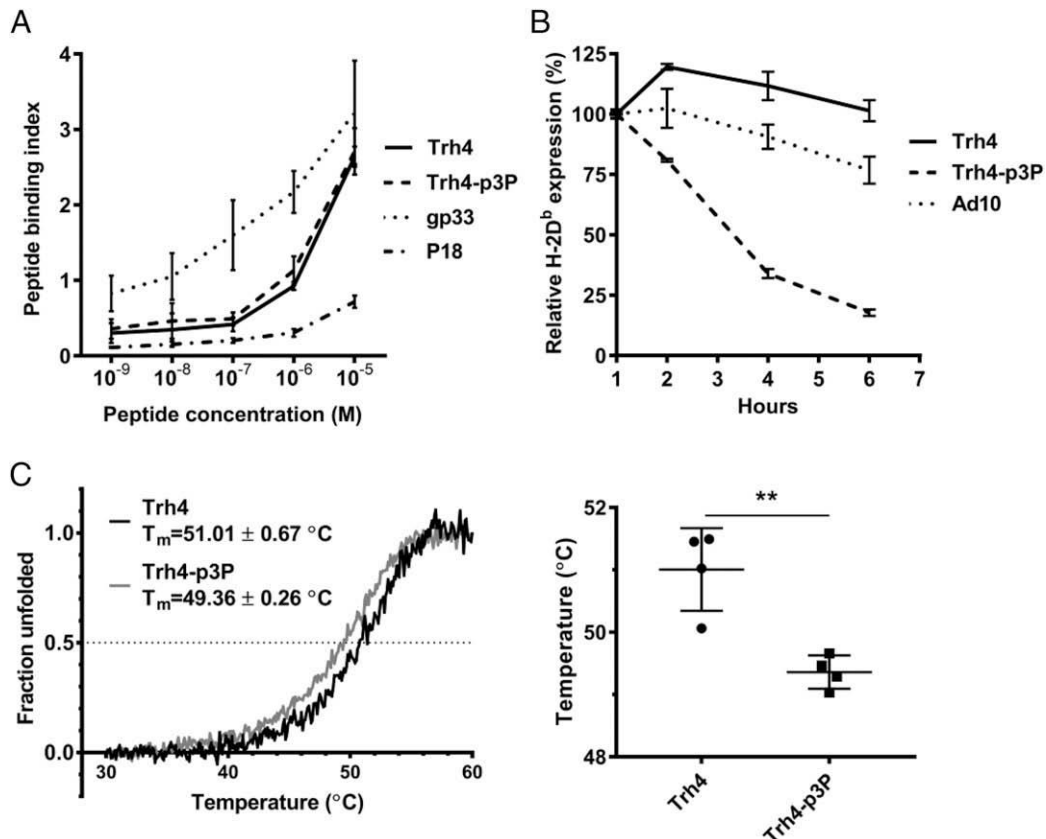 A
Peptide binding index
4
3
2
1
0
10⁻⁹ 10⁻⁸ 10⁻⁷ 10⁻⁶ 10⁻⁵
Peptide concentration (M)
Trh4
Trh4-p3P
gp33
P18
B
Relative H-2Dᵇ expression (%)
125
100
75
50
25
0
1 2 3 4 5 6 7
Hours
Trh4
Trh4-p3P
Ad10
C
Fraction unfolded
1.0
0.5
0.0
30 40 50 60
Temperature (°C)
Trh4
Tₘ=51.01 ± 0.67 °C
Trh4-p3P
Tₘ=49.36 ± 0.26 °C
Temperature (°C)
52
50
48
**
Trh4
Trh4-p3P